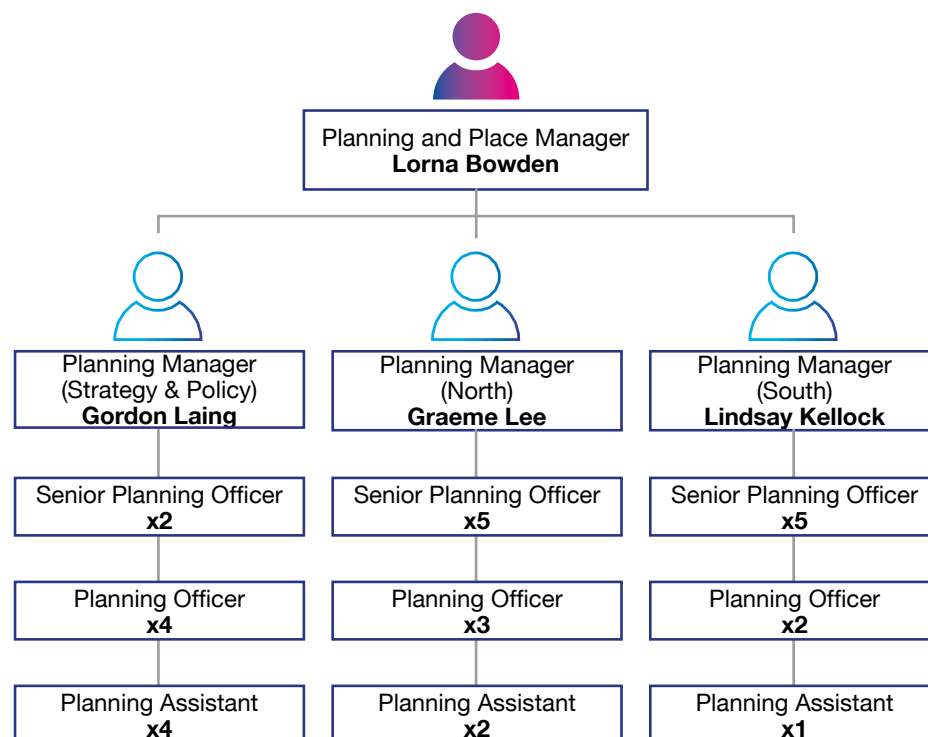 Planning and Place Manager
Lorna Bowden
Planning Manager
(Strategy & Policy)
Gordon Laing
Planning Manager
(North)
Graeme Lee
Planning Manager
(South)
Lindsay Kellock
Senior Planning Officer
x2
Senior Planning Officer
x5
Senior Planning Officer
x5
Planning Officer
x4
Planning Officer
x3
Planning Officer
x2
Planning Assistant
x4
Planning Assistant
x2
Planning Assistant
x1